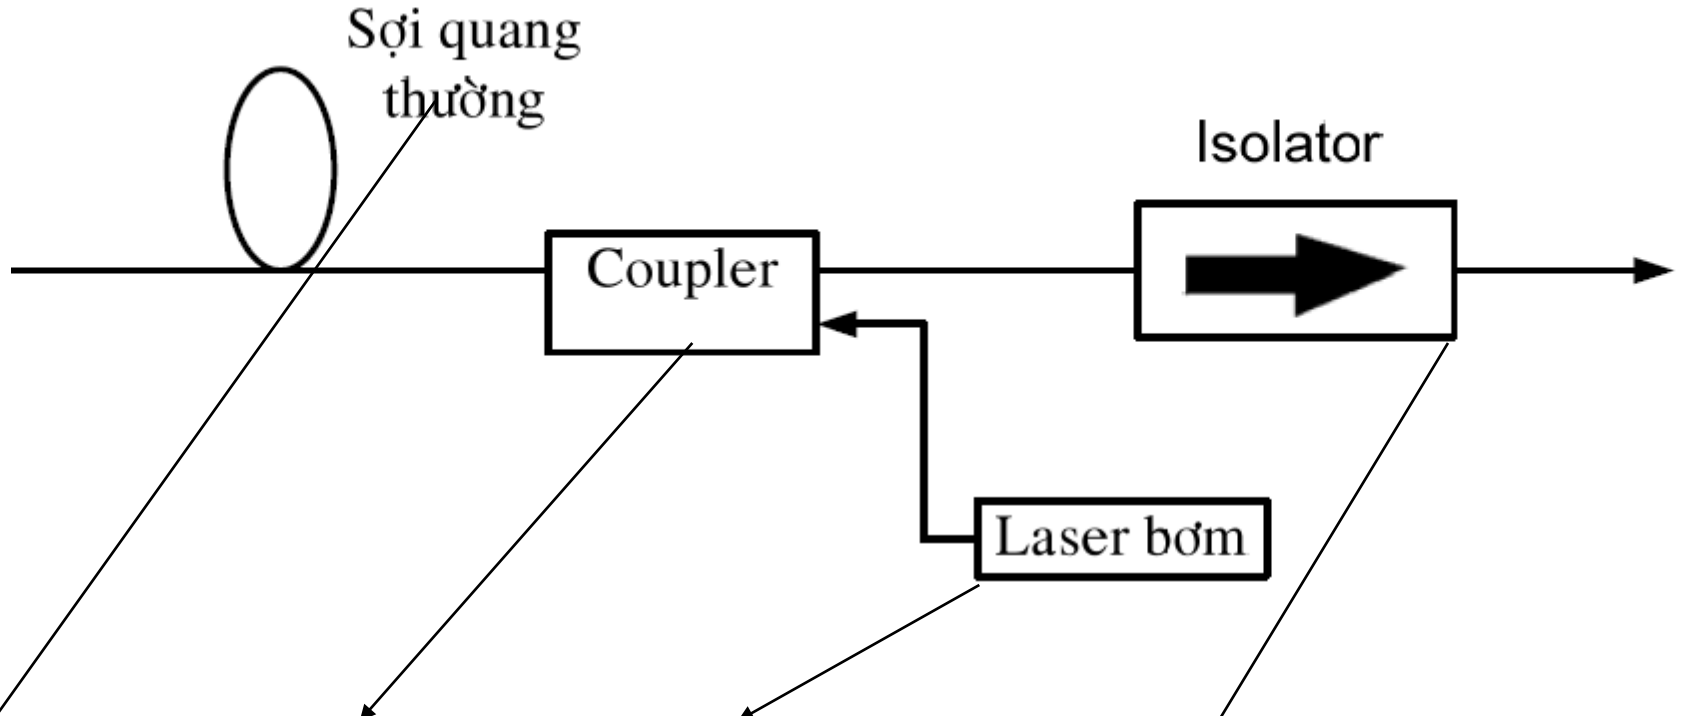 Sợi quang
thường
Isolator
Coupler
Laser bơm